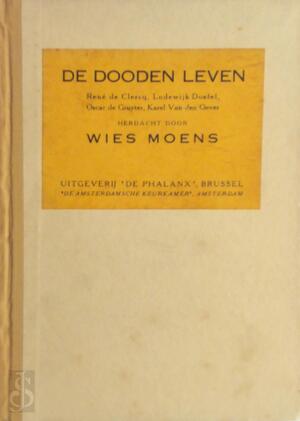 DE DOODEN LEVEN
René de Clercq, Lodewijk Dosfel,
Oscar de Gruyter, Karel Van den Oever
HERDACHT DOOR
WIES MOENS
UITGEVERIJ "DE PHALANX", BRUSSEL
"DE AMSTERDAMSCHE KEURKAMER", AMSTERDAM